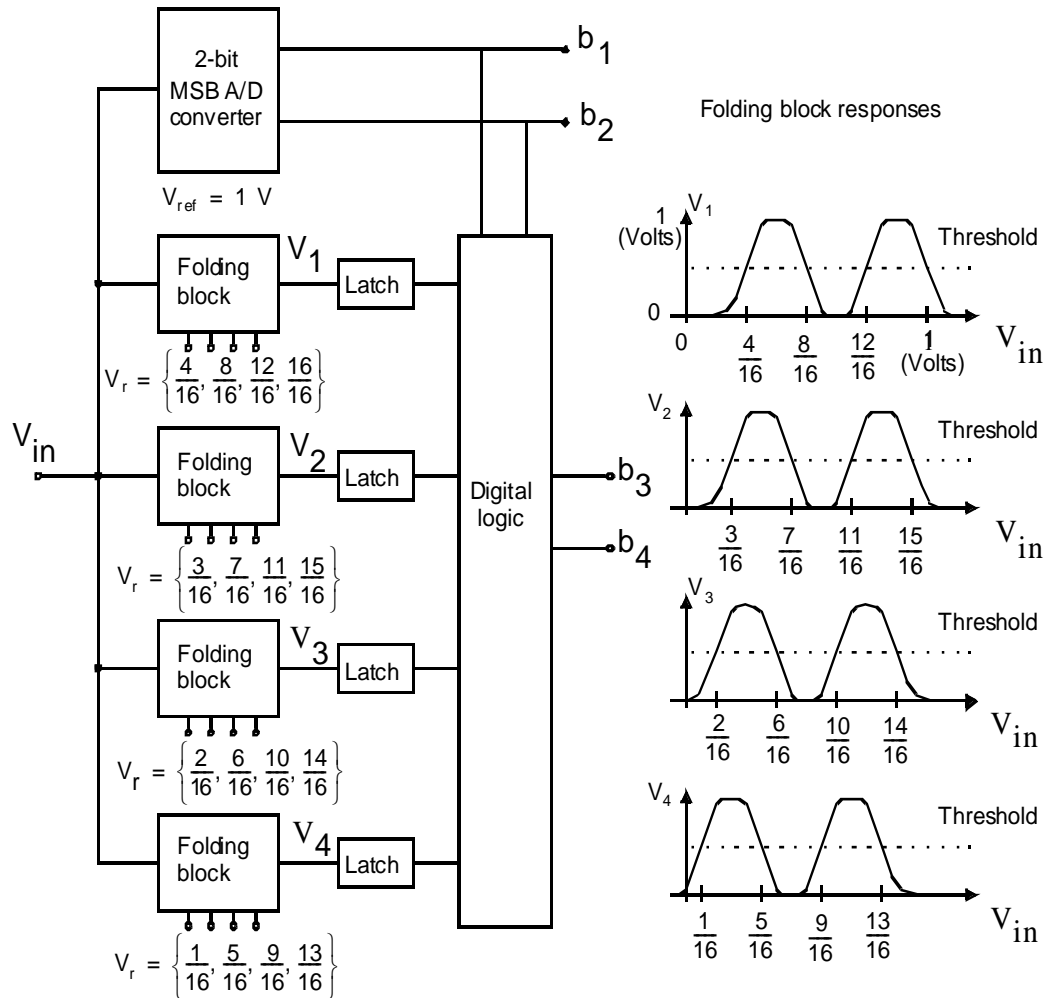 2-bit
MSB A/D
converter
b1
b2
Vref = 1 V
Folding block responses
Folding
block
V1
Latch
Vr = {4/16, 8/16, 12/16, 16/16}
Vin
Folding
block
V2
Latch
Vr = {3/16, 7/16, 11/16, 15/16}
Folding
block
V3
Latch
Vr = {2/16, 6/16, 10/16, 14/16}
Folding
block
V4
Latch
Vr = {1/16, 5/16, 9/16, 13/16}
Digital
logic
b3
b4
1
(Volts)
V1
Threshold
0
0
4/16 8/16 12/16 1
(Volts)
Vin
V2
Threshold
3/16 7/16 11/16 15/16
Vin
V3
Threshold
2/16 6/16 10/16 14/16
Vin
V4
Threshold
1/16 5/16 9/16 13/16
Vin